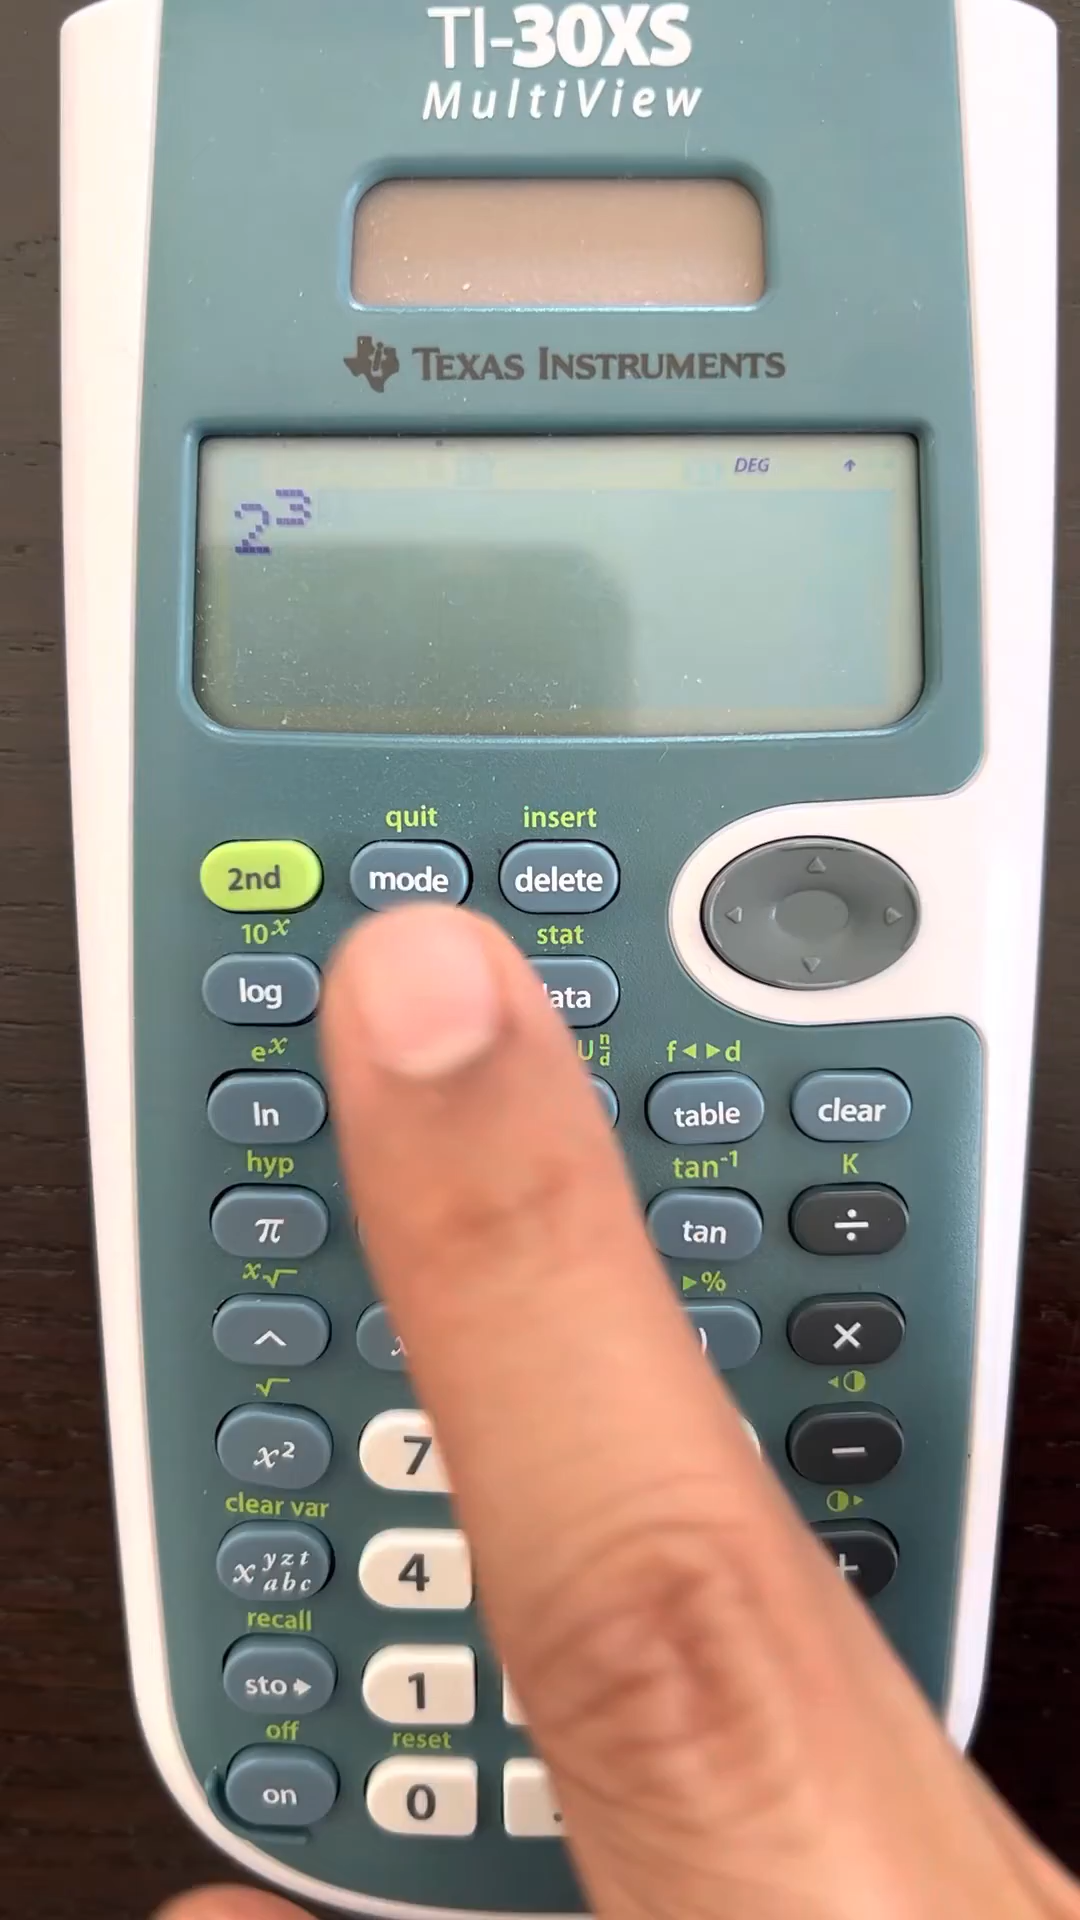 TI-30XS
MultiView
TEXAS INSTRUMENTS
DEG ↑
2³
quit insert
2nd mode delete
10ˣ stat
log
eˣ f◄►d
ln table clear
hyp tan⁻¹ K
π tan ÷
ˣ√ ►%
^ ) ×
√ ◄◐
x² 7 −
clear var ◐►
x y z t a b c 4 +
recall
sto► 1
off reset
on 0 .